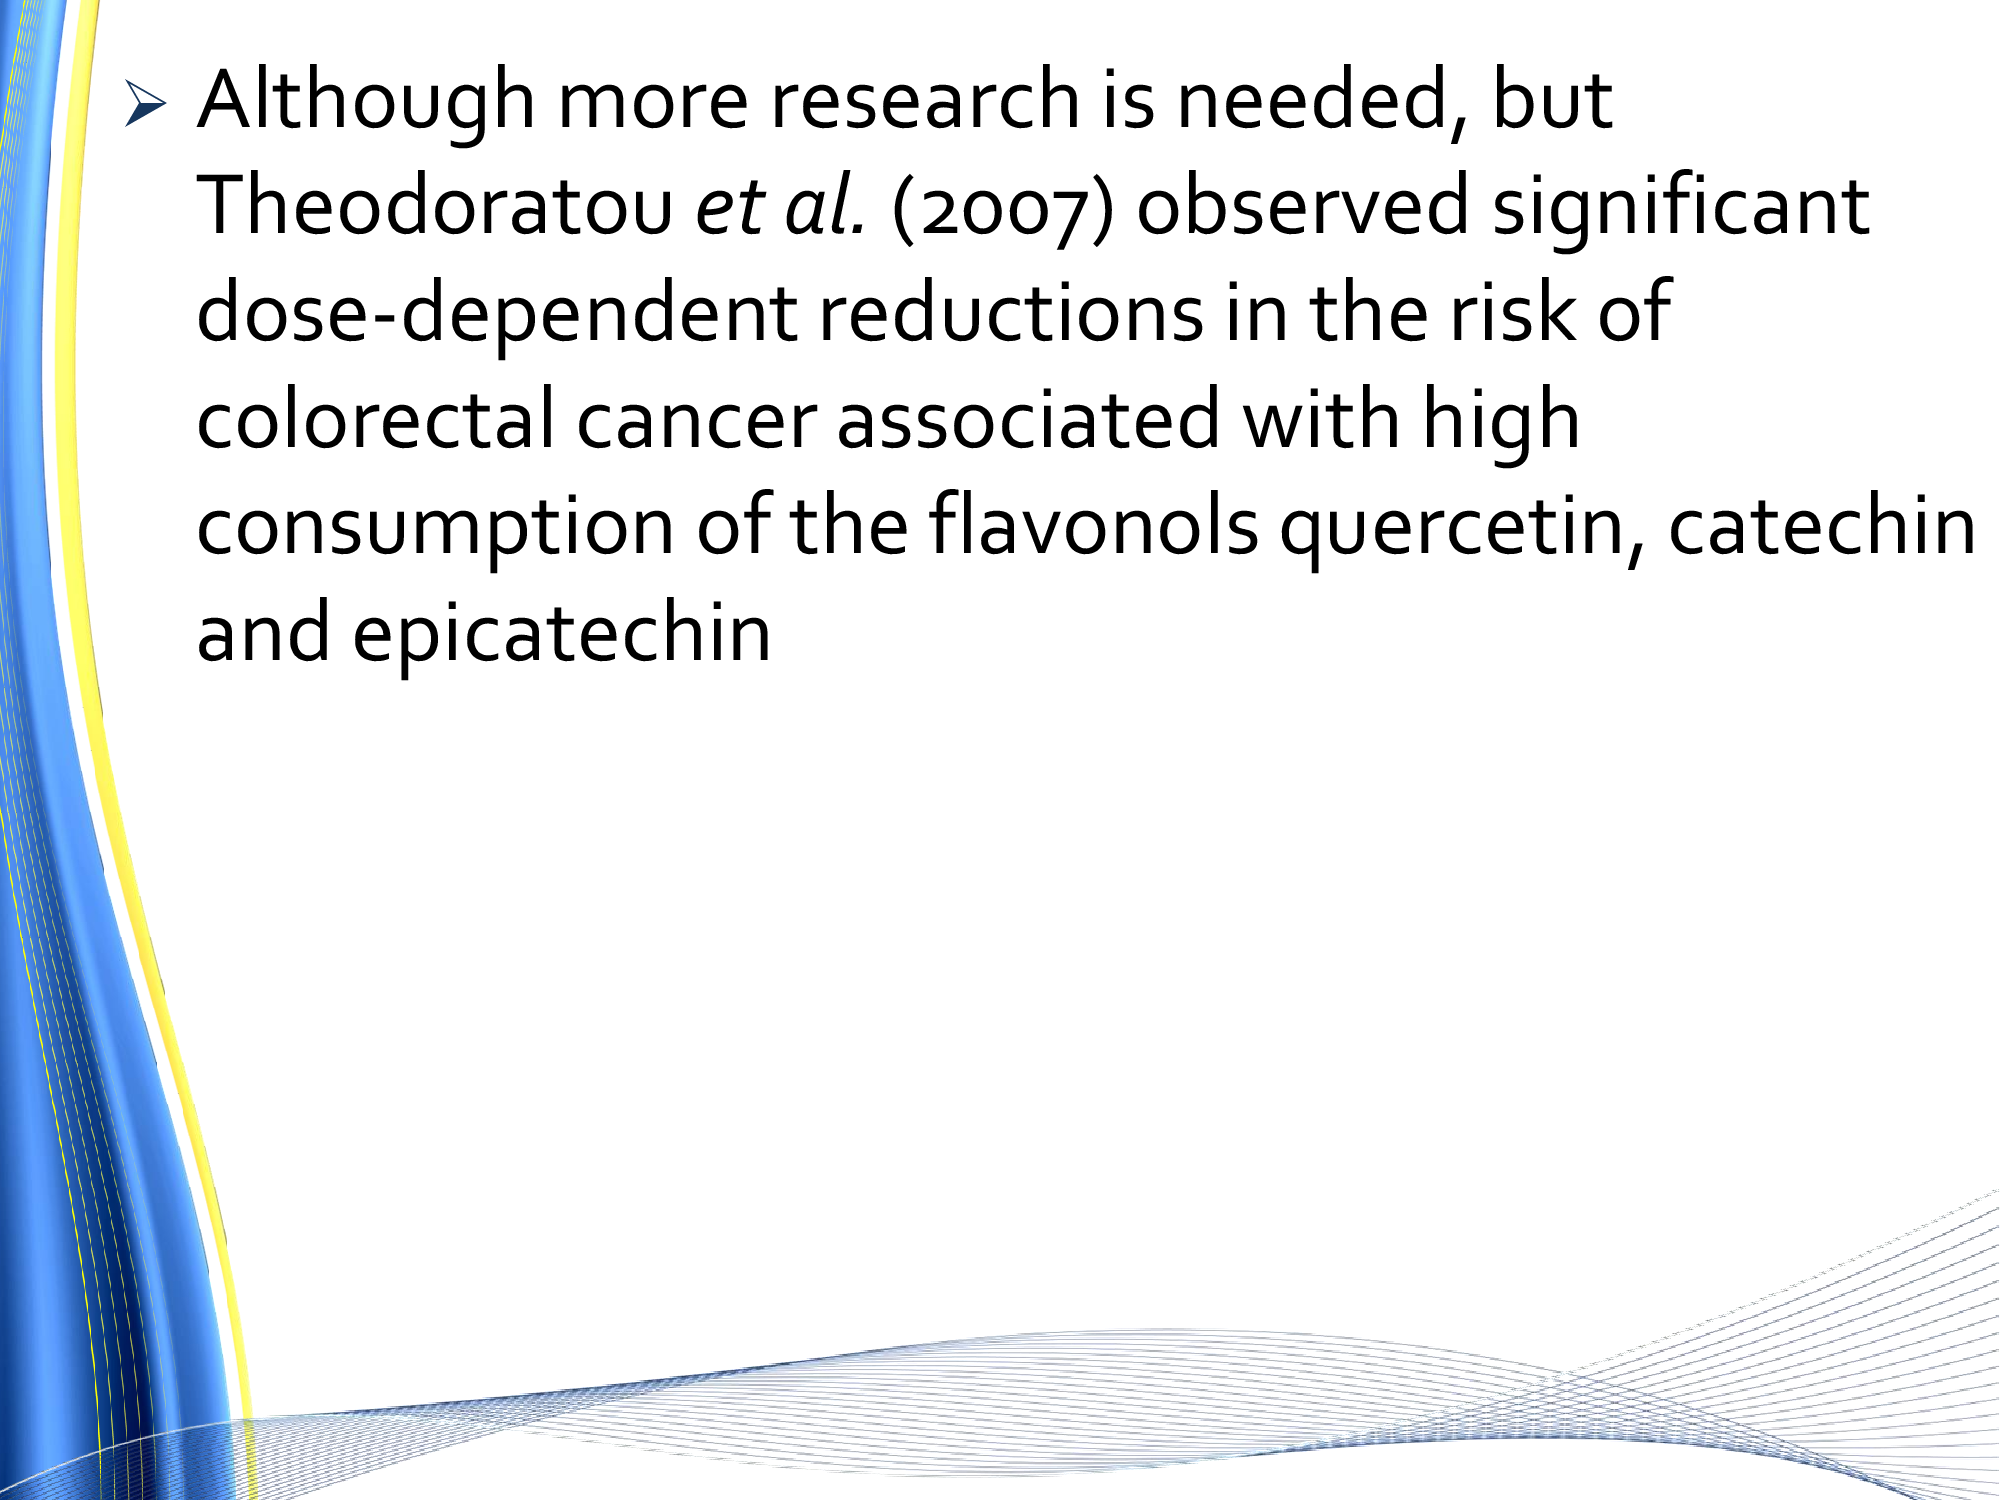 Although more research is needed, but
Theodoratou et al. (2007) observed significant
dose-dependent reductions in the risk of
colorectal cancer associated with high
consumption of the flavonols quercetin, catechin
and epicatechin